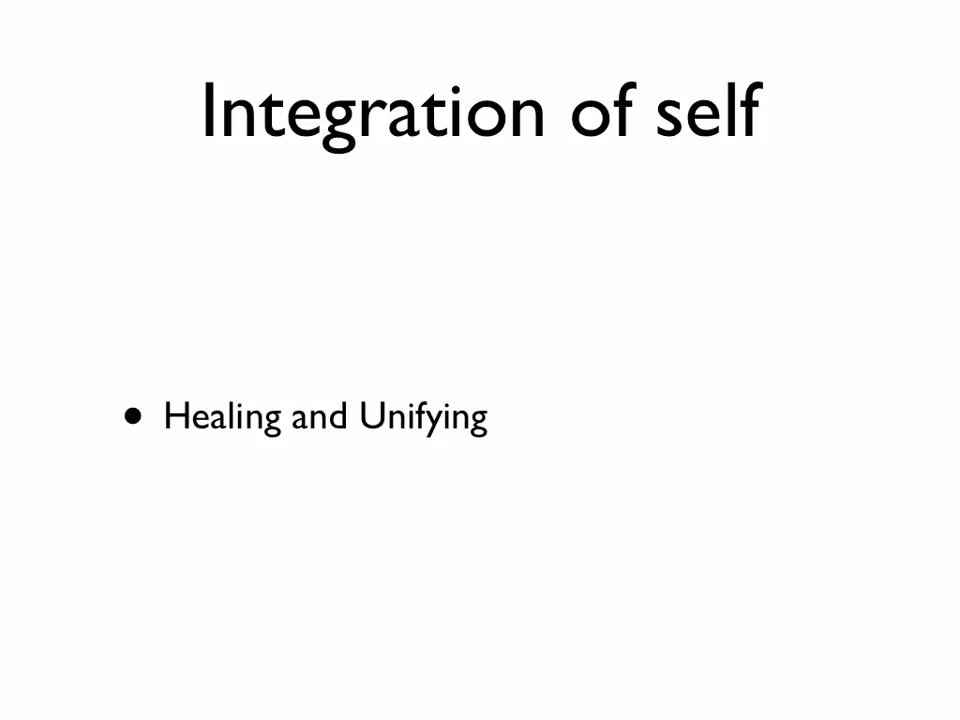 Integration of self
• Healing and Unifying